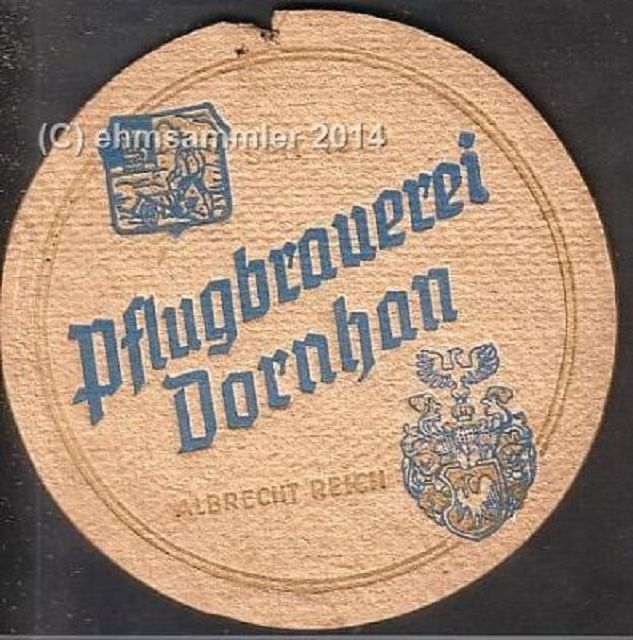 (C) ehmsammler 2014
Pflugbrauerei
Dornhan
ALBRECHT REICH